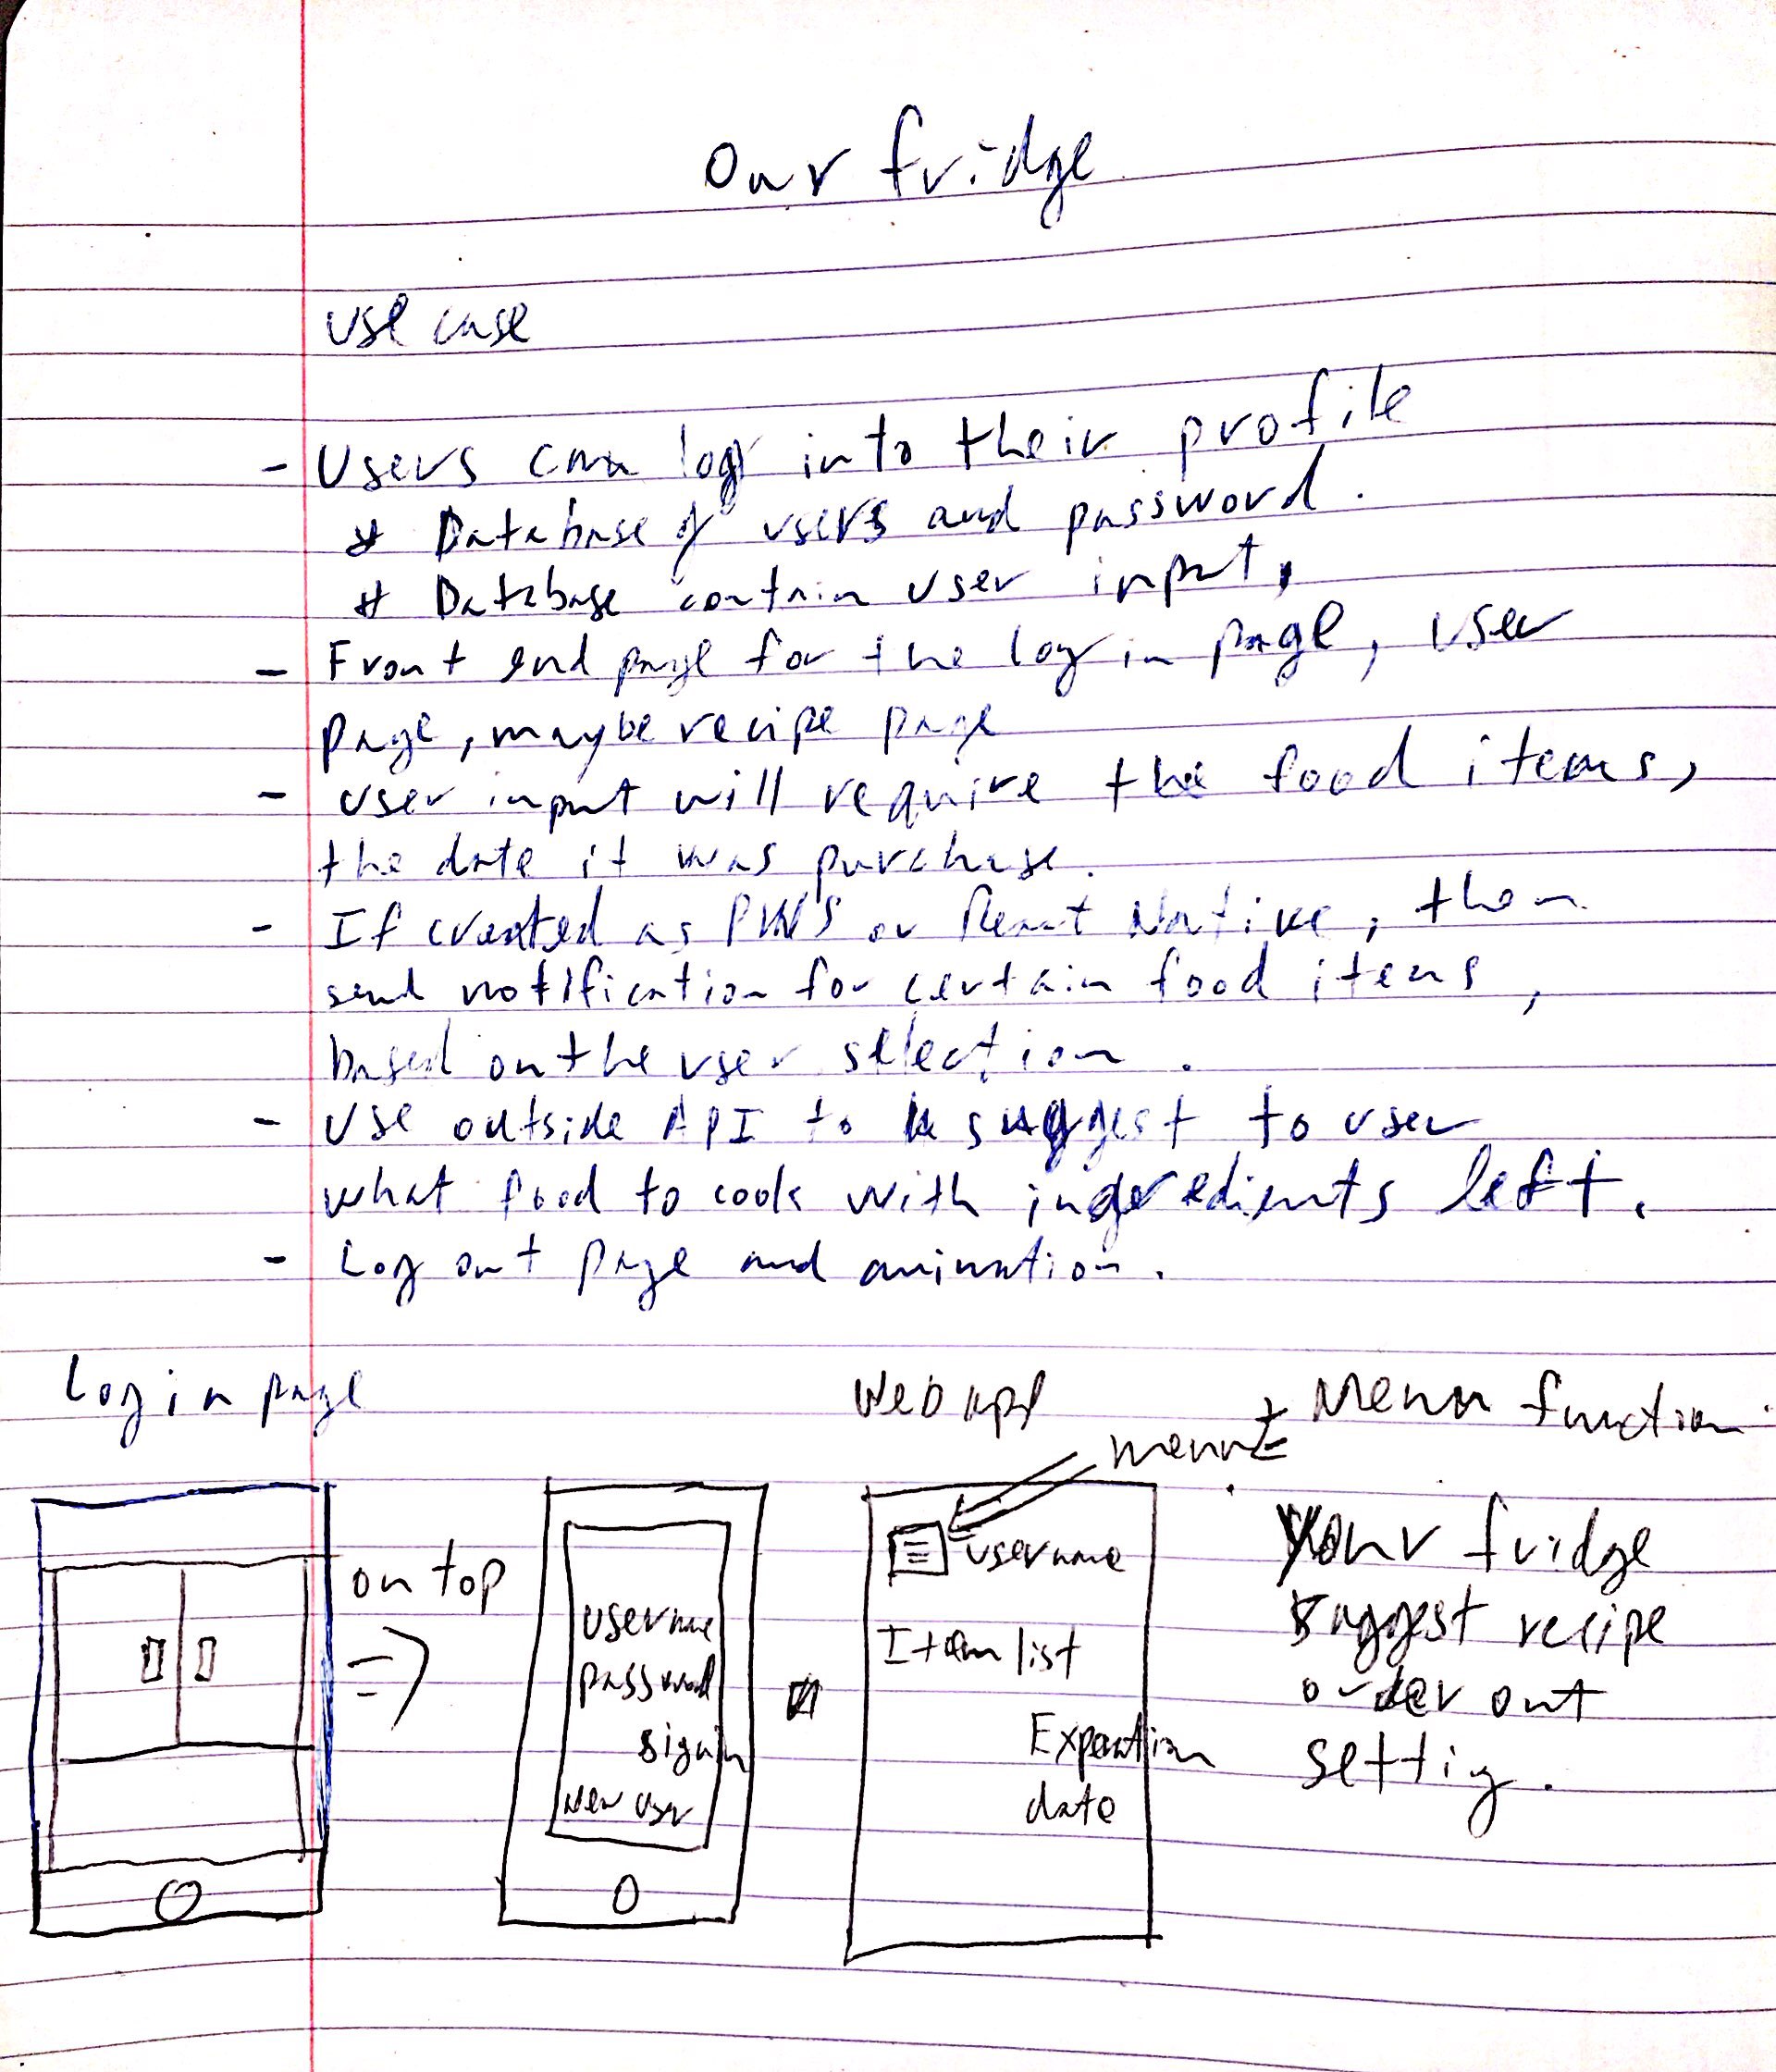 Our fridge
use case
- Users can log into their profile
* Database of users and password.
* Database contain user input,
- Front end page for the log in page, user
page, maybe recipe page
- user input will require the food items,
the date it was purchase.
- If created as or React Native, then
send notification for certain food items,
based on the user selection.
- Use outside API to suggest to user
what food to cook with ingredients left.
- Log out page and animation.
Log in page
Web app
menu
Menu function
on top
username
password
sign in
new user
username
Item list
date
Your fridge
suggest recipe
order out